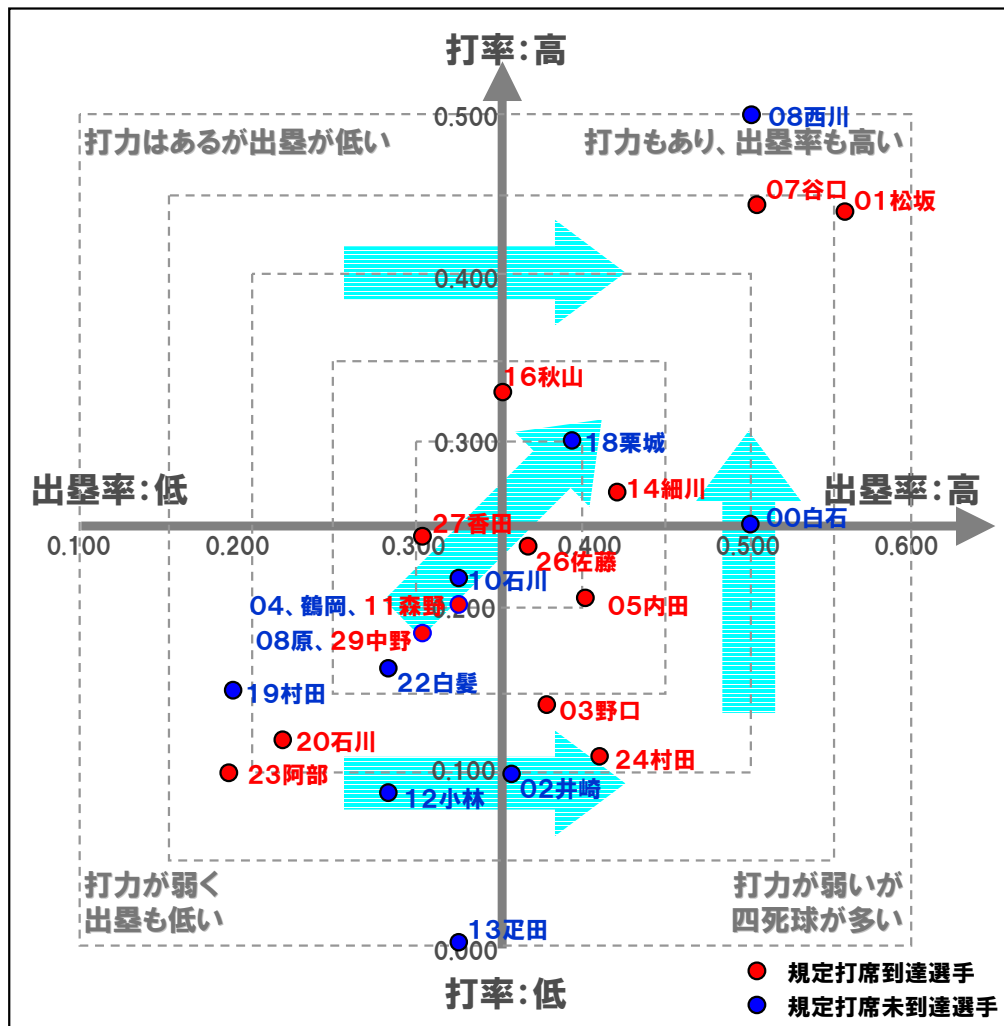 打率：高
0.500
08西川
打力はあるが出塁が低い
打力もあり、出塁率も高い
07谷口
01松坂
0.400
16秋山
0.300
18栗城
出塁率：低
14細川
出塁率：高
27香田
00白石
0.100
0.200
0.300
0.400
0.500
0.600
26佐藤
10石川
04、鶴岡、11森野
0.200
05内田
08原、29中野
22白髪
19村田
03野口
20石川
24村田
23阿部
0.100
12小林
02井崎
打力が弱く
出塁も低い
打力が弱いが
四死球が多い
13疋田
0.000
打率：低
規定打席到達選手
規定打席未到達選手